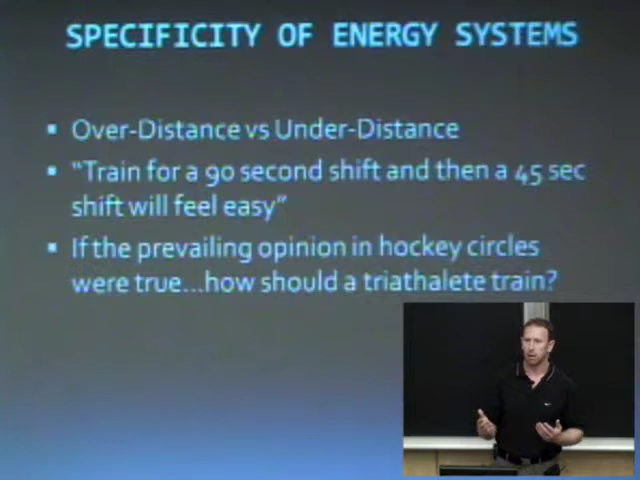 SPECIFICITY OF ENERGY SYSTEMS
▪ Over-Distance vs Under-Distance
▪ "Train for a 90 second shift and then a 45 sec
shift will feel easy"
▪ If the prevailing opinion in hockey circles
were true...how should a triathalete train?